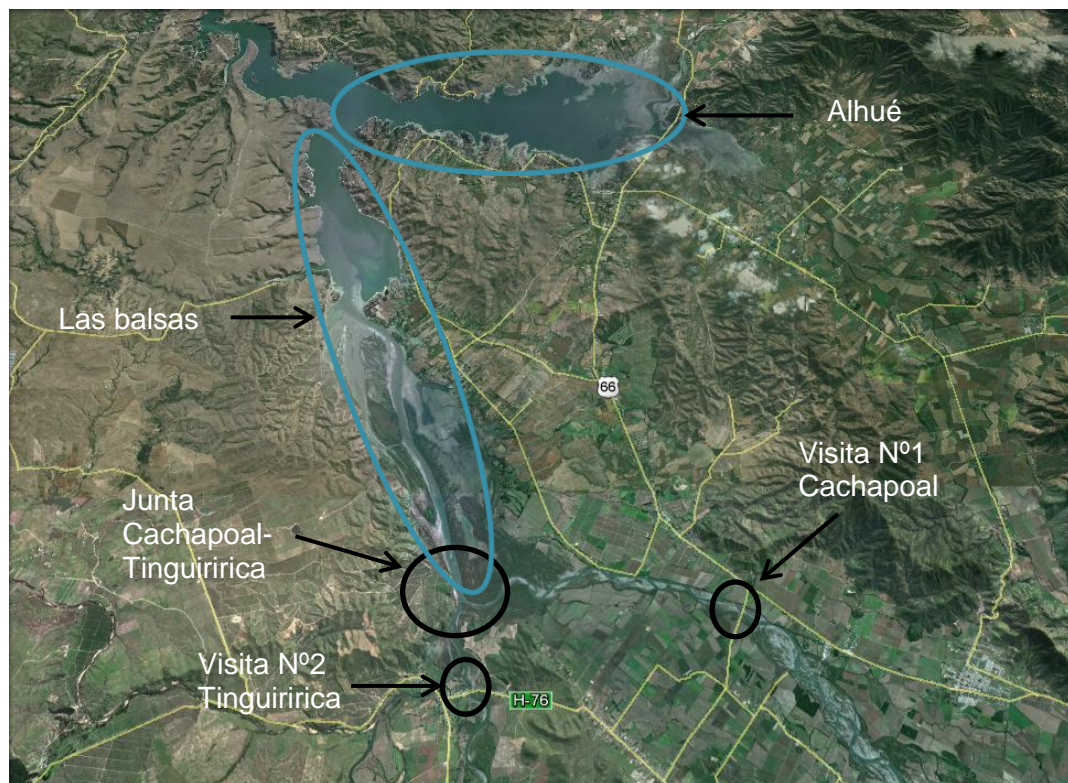 Alhué
Las balsas
66
Visita Nº1
Cachapoal
Junta
Cachapoal-
Tinguiririca
Visita Nº2
Tinguiririca
H-76